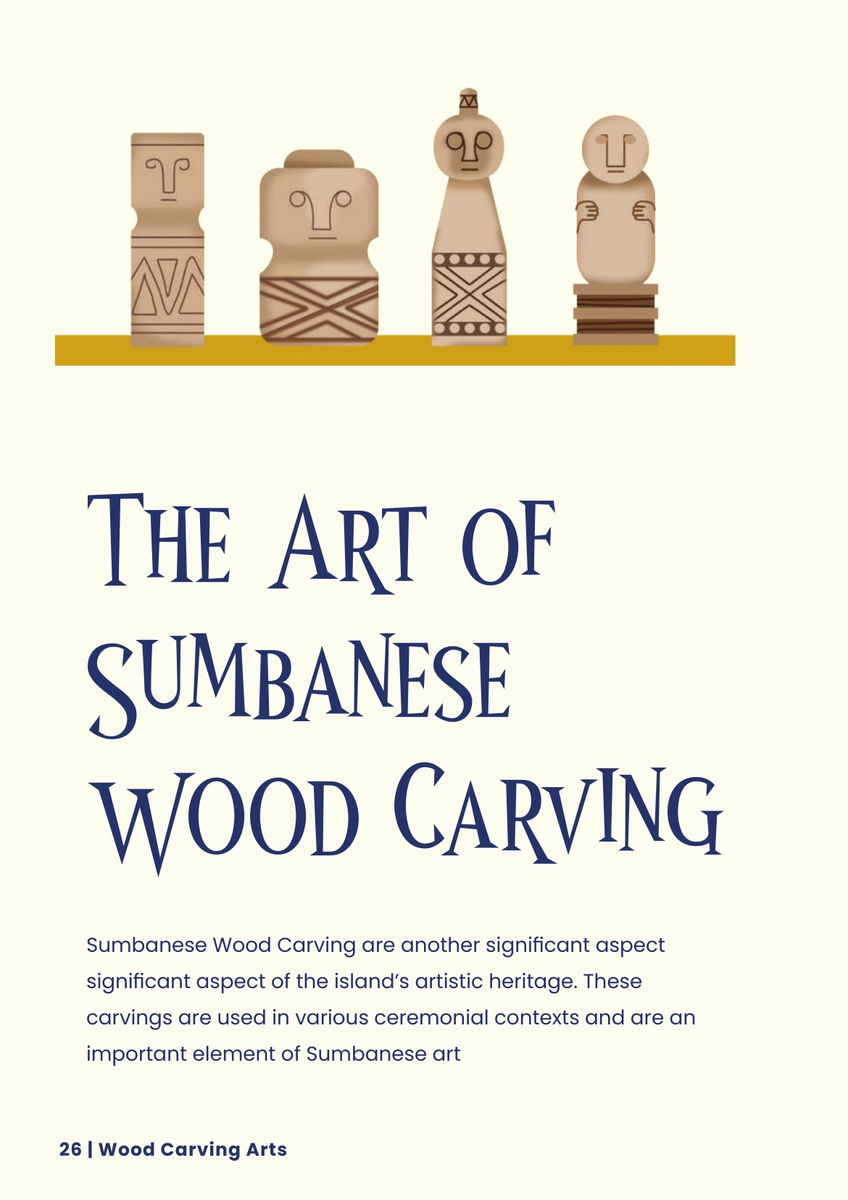 The Art of
Sumbanese
Wood Carving
Sumbanese Wood Carving are another significant aspect
significant aspect of the island’s artistic heritage. These
carvings are used in various ceremonial contexts and are an
important element of Sumbanese art
26 | Wood Carving Arts